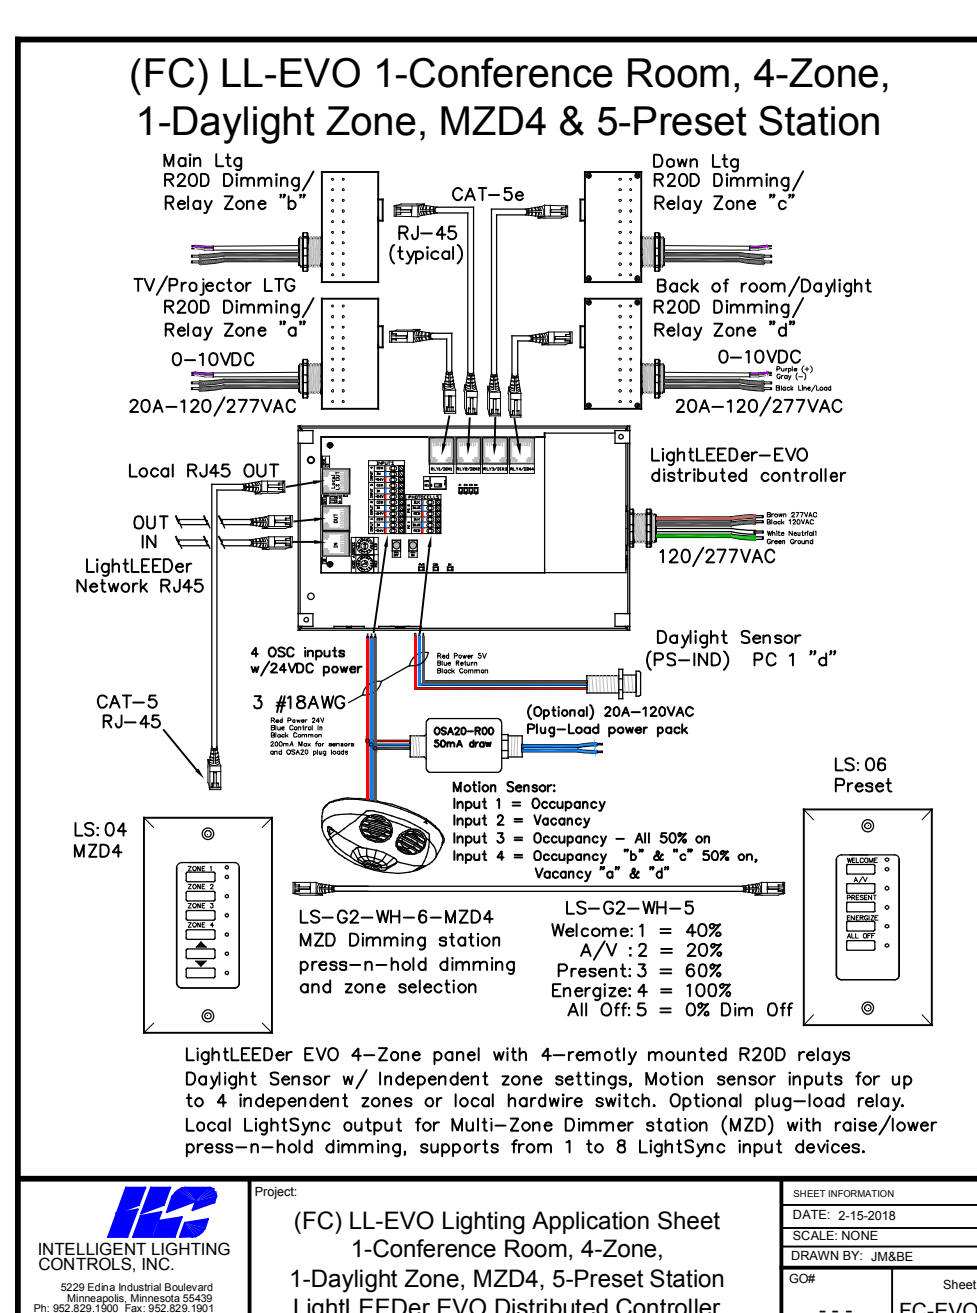 (FC) LL-EVO 1-Conference Room, 4-Zone,
1-Daylight Zone, MZD4 & 5-Preset Station
Main Ltg
R20D Dimming/
Relay Zone "b"
CAT-5e
RJ-45
(typical)
Down Ltg
R20D Dimming/
Relay Zone "c"
TV/Projector LTG
R20D Dimming/
Relay Zone "a"
0-10VDC
20A-120/277VAC
Back of room/Daylight
R20D Dimming/
Relay Zone "d"
0-10VDC
Purple (+)
Gray (-)
Black Line/Load
20A-120/277VAC
Local RJ45 OUT
OUT
IN
LightLEEDer
Network RJ45
OUT
IN
INPUTS
PHOTOCELLS
LightLEEDer-EVO
distributed controller
Brown 277VAC
Black 120VAC
White Neutrall
Green Ground
120/277VAC
4 OSC inputs
w/24VDC power
Red Power 5V
Blue Return
Black Common
Daylight Sensor
(PS-IND) PC 1 "d"
3 #18AWG
Red Power 24V
Blue Control In
Black Common
200mA Max for sensors
and OSA20 plug loads
CAT-5
RJ-45
(Optional) 20A-120VAC
Plug-Load power pack
OSA20-R00
50mA draw
Motion Sensor:
Input 1 = Occupancy
Input 2 = Vacancy
Input 3 = Occupancy - All 50% on
Input 4 = Occupancy "b" & "c" 50% on,
Vacancy "a" & "d"
LS:06
Preset
LS:04
MZD4
ZONE 1
ZONE 2
ZONE 3
ZONE 4
WELCOME
A/V
PRESENT
ENERGIZE
ALL OFF
LS-G2-WH-6-MZD4
MZD Dimming station
press-n-hold dimming
and zone selection
LS-G2-WH-5
Welcome:1 = 40%
A/V :2 = 20%
Present:3 = 60%
Energize:4 = 100%
All Off:5 = 0% Dim Off
LightLEEDer EVO 4-Zone panel with 4-remotly mounted R20D relays
Daylight Sensor w/ Independent zone settings, Motion sensor inputs for up
to 4 independent zones or local hardwire switch. Optional plug-load relay.
Local LightSync output for Multi-Zone Dimmer station (MZD) with raise/lower
press-n-hold dimming, supports from 1 to 8 LightSync input devices.
INTELLIGENT LIGHTING
CONTROLS, INC.
5229 Edina Industrial Boulevard
Minneapolis, Minnesota 55439
Ph: 952.829.1900 Fax: 952.829.1901
Project:
(FC) LL-EVO Lighting Application Sheet
1-Conference Room, 4-Zone,
1-Daylight Zone, MZD4, 5-Preset Station
LightLEEDer EVO Distributed Controller
SHEET INFORMATION
DATE: 2-15-2018
SCALE: NONE
DRAWN BY: JM&BE
GO#
- - -
Sheet
FC-EVO